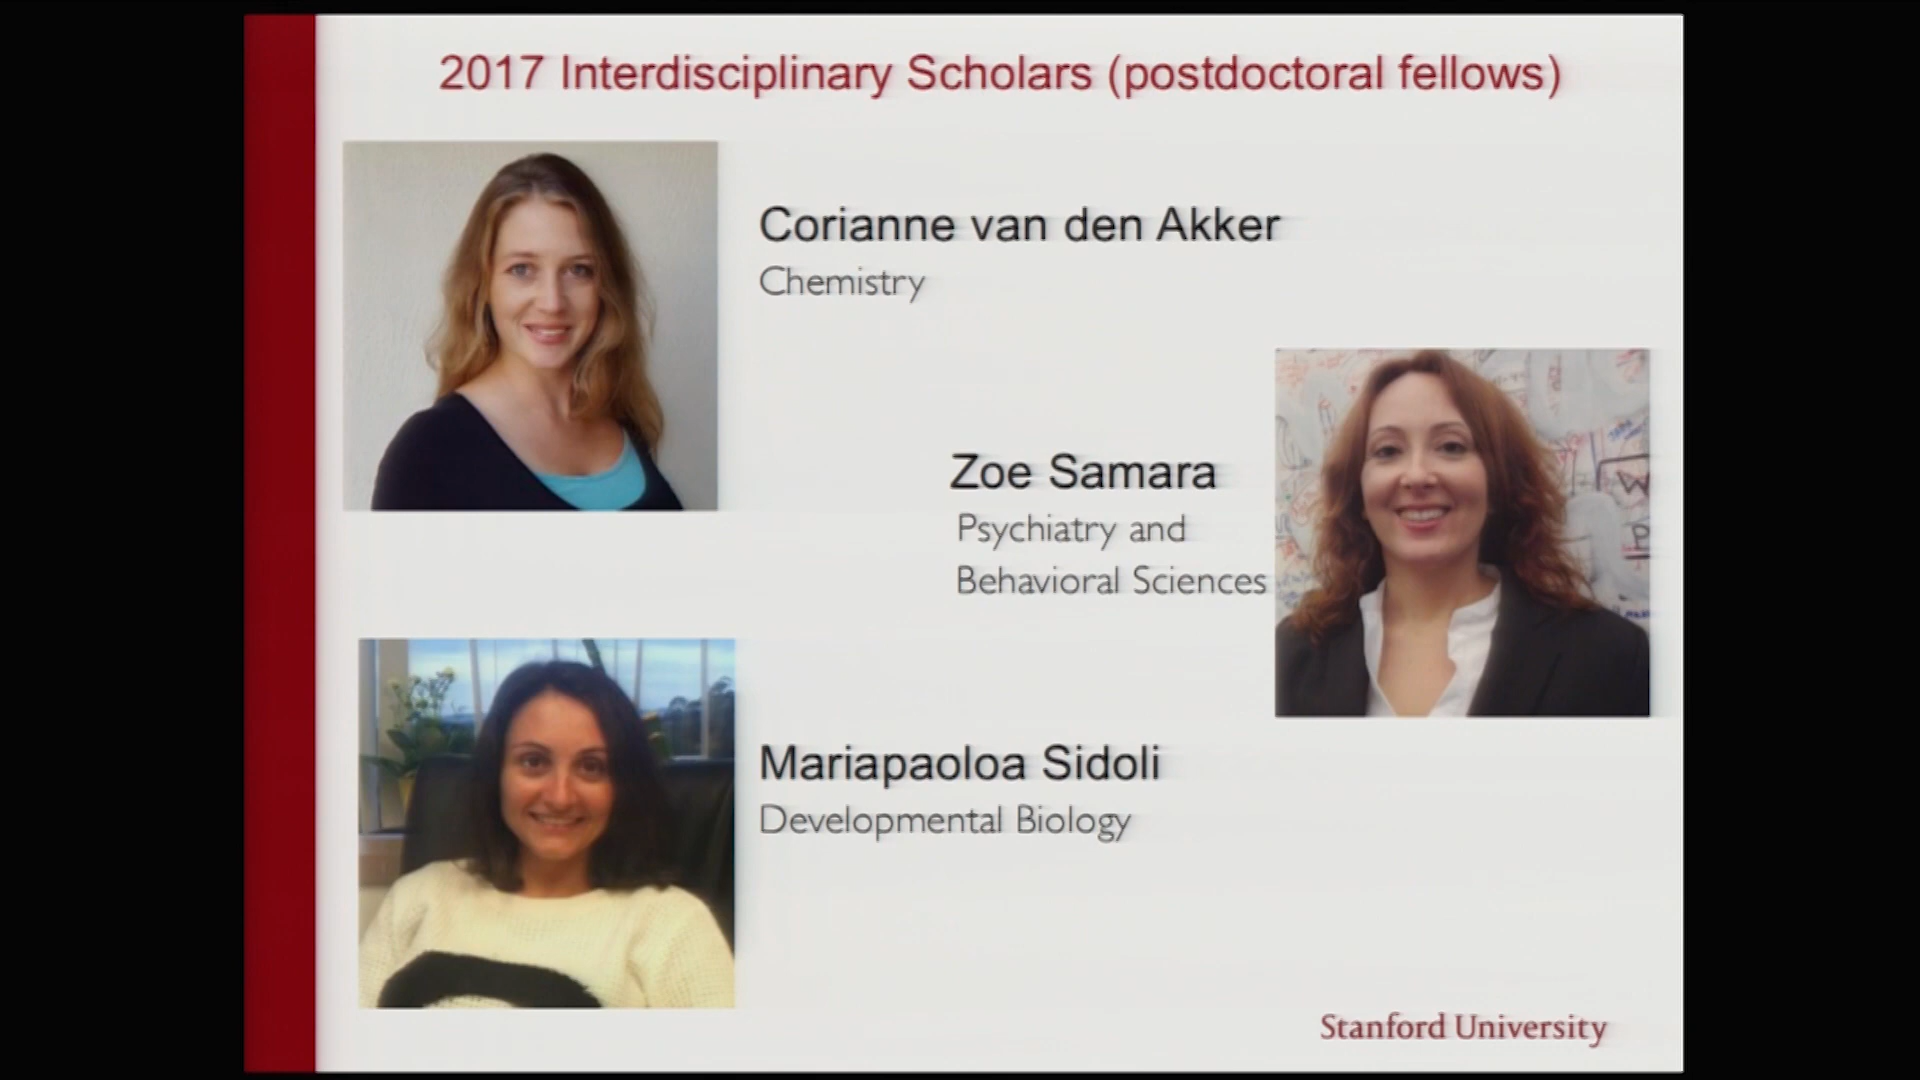 2017 Interdisciplinary Scholars (postdoctoral fellows)
Corianne van den Akker
Chemistry
Zoe Samara
Psychiatry and
Behavioral Sciences
Mariapaoloa Sidoli
Developmental Biology
Stanford University